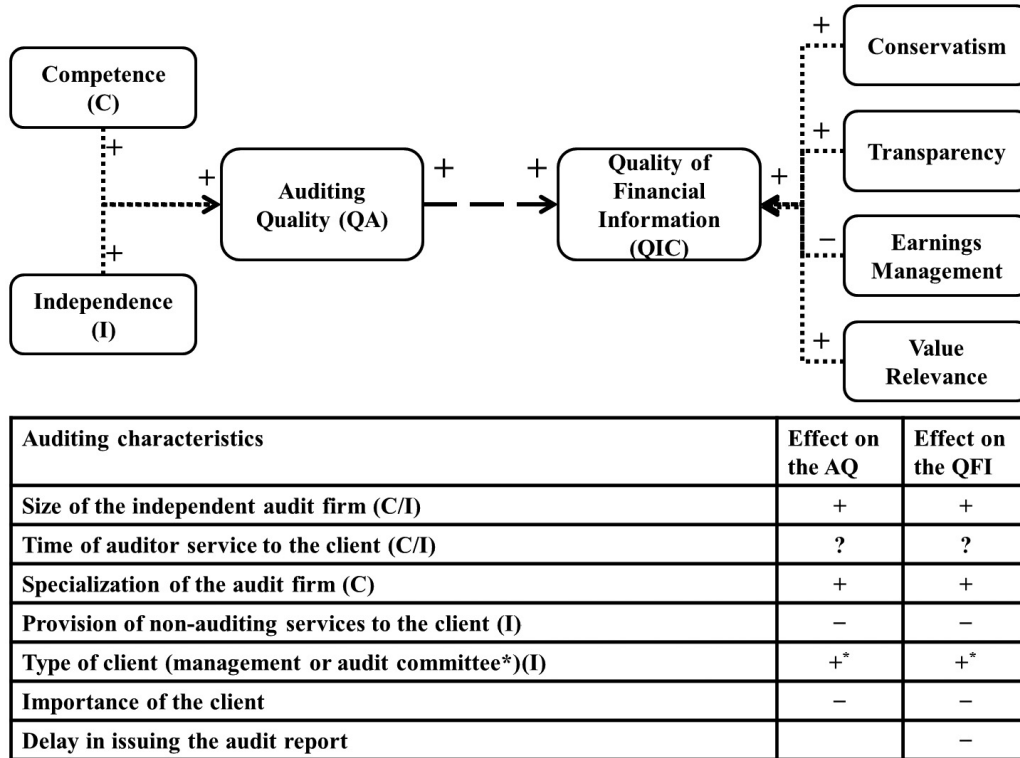 Competence
(C)
+
+
Independence
(I)
+
Auditing
Quality (QA)
+
+
Quality of
Financial
Information
(QIC)
+
+
Conservatism
+
Transparency
−
Earnings
Management
+
Value
Relevance
Auditing characteristics
Effect on
the AQ
Effect on
the QFI
Size of the independent audit firm (C/I) + +
Time of auditor service to the client (C/I) ? ?
Specialization of the audit firm (C) + +
Provision of non-auditing services to the client (I) − −
Type of client (management or audit committee*)(I) +* +*
Importance of the client − −
Delay in issuing the audit report −